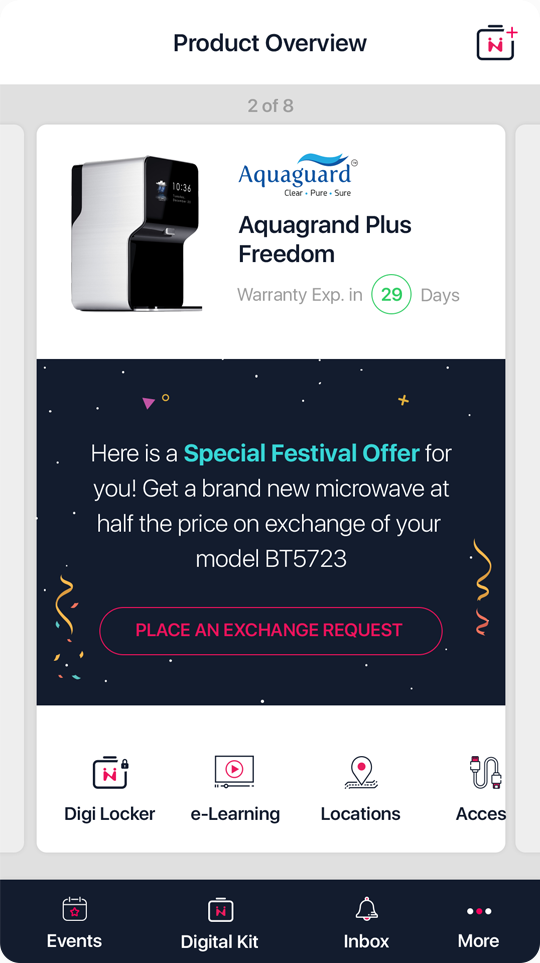 Product Overview
2 of 8
Aquaguard
Clear • Pure • Sure
10:36
Aquagrand Plus
Freedom
Warranty Exp. in 29 Days
Here is a Special Festival Offer for
you! Get a brand new microwave at
half the price on exchange of your
model BT5723
PLACE AN EXCHANGE REQUEST
Digi Locker
e-Learning
Locations
Acces
Events
Digital Kit
Inbox
More